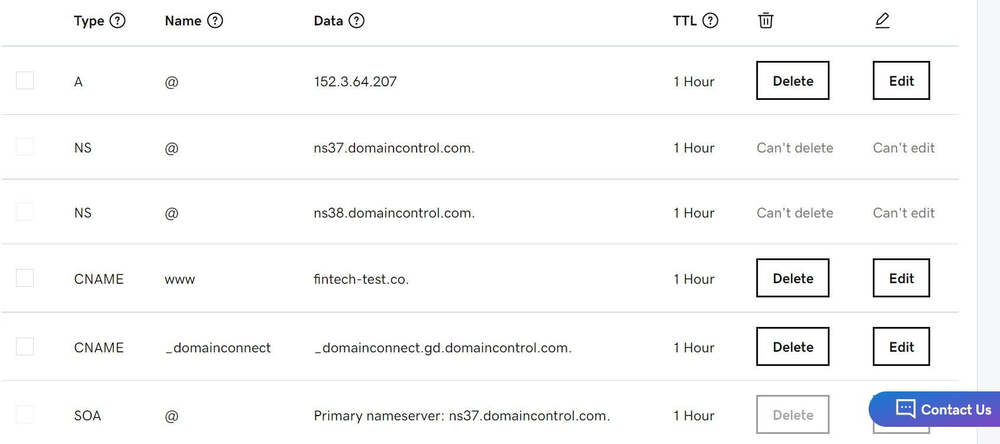 Type Name Data TTL
A @ 152.3.64.207 1 Hour Delete Edit
NS @ ns37.domaincontrol.com. 1 Hour Can't delete Can't edit
NS @ ns38.domaincontrol.com. 1 Hour Can't delete Can't edit
CNAME www fintech-test.co. 1 Hour Delete Edit
CNAME _domainconnect _domainconnect.gd.domaincontrol.com. 1 Hour Delete Edit
SOA @ Primary nameserver: ns37.domaincontrol.com. 1 Hour Delete
Contact Us